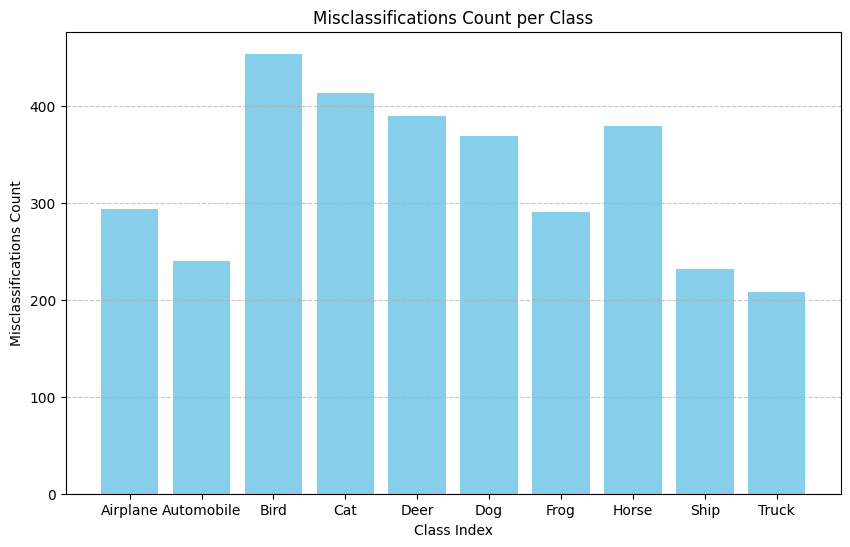 Misclassifications Count per Class
Misclassifications Count
400
300
200
100
0
Airplane Automobile Bird Cat Deer Dog Frog Horse Ship Truck
Class Index